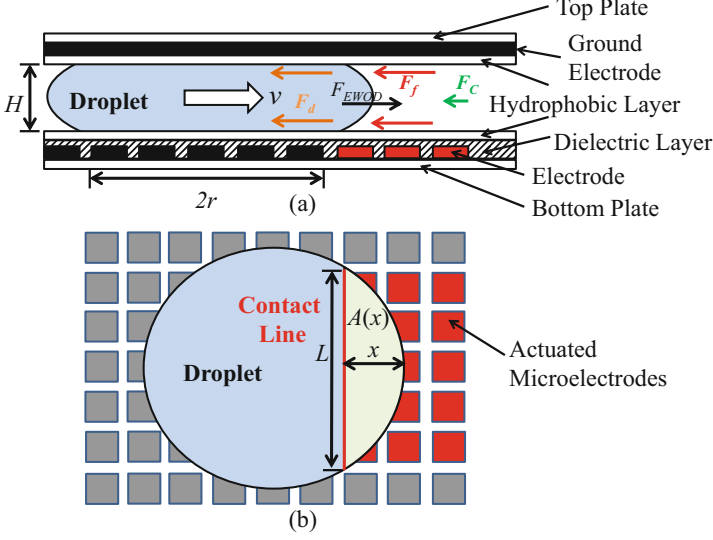 Top Plate
Ground
Electrode
H
Droplet
v
F_d
F_EWOD
F_f
F_C
Hydrophobic Layer
Dielectric Layer
Electrode
2r
(a)
Bottom Plate
Contact
Line
A(x)
L
x
Droplet
Actuated
Microelectrodes
(b)